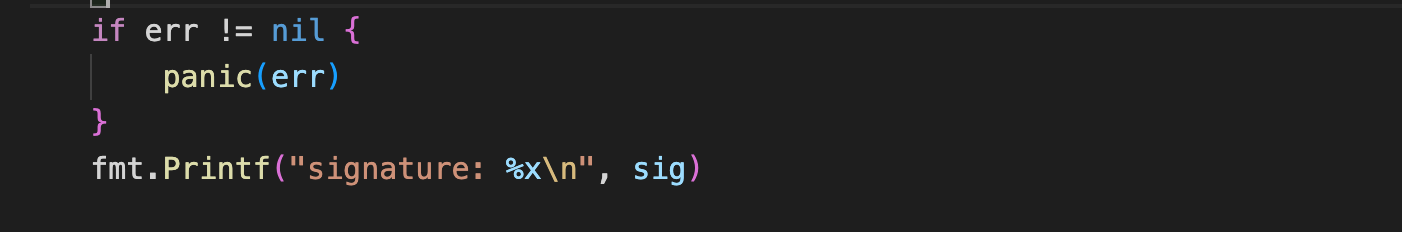 if err != nil {
    panic(err)
}
fmt.Printf("signature: %x\n", sig)